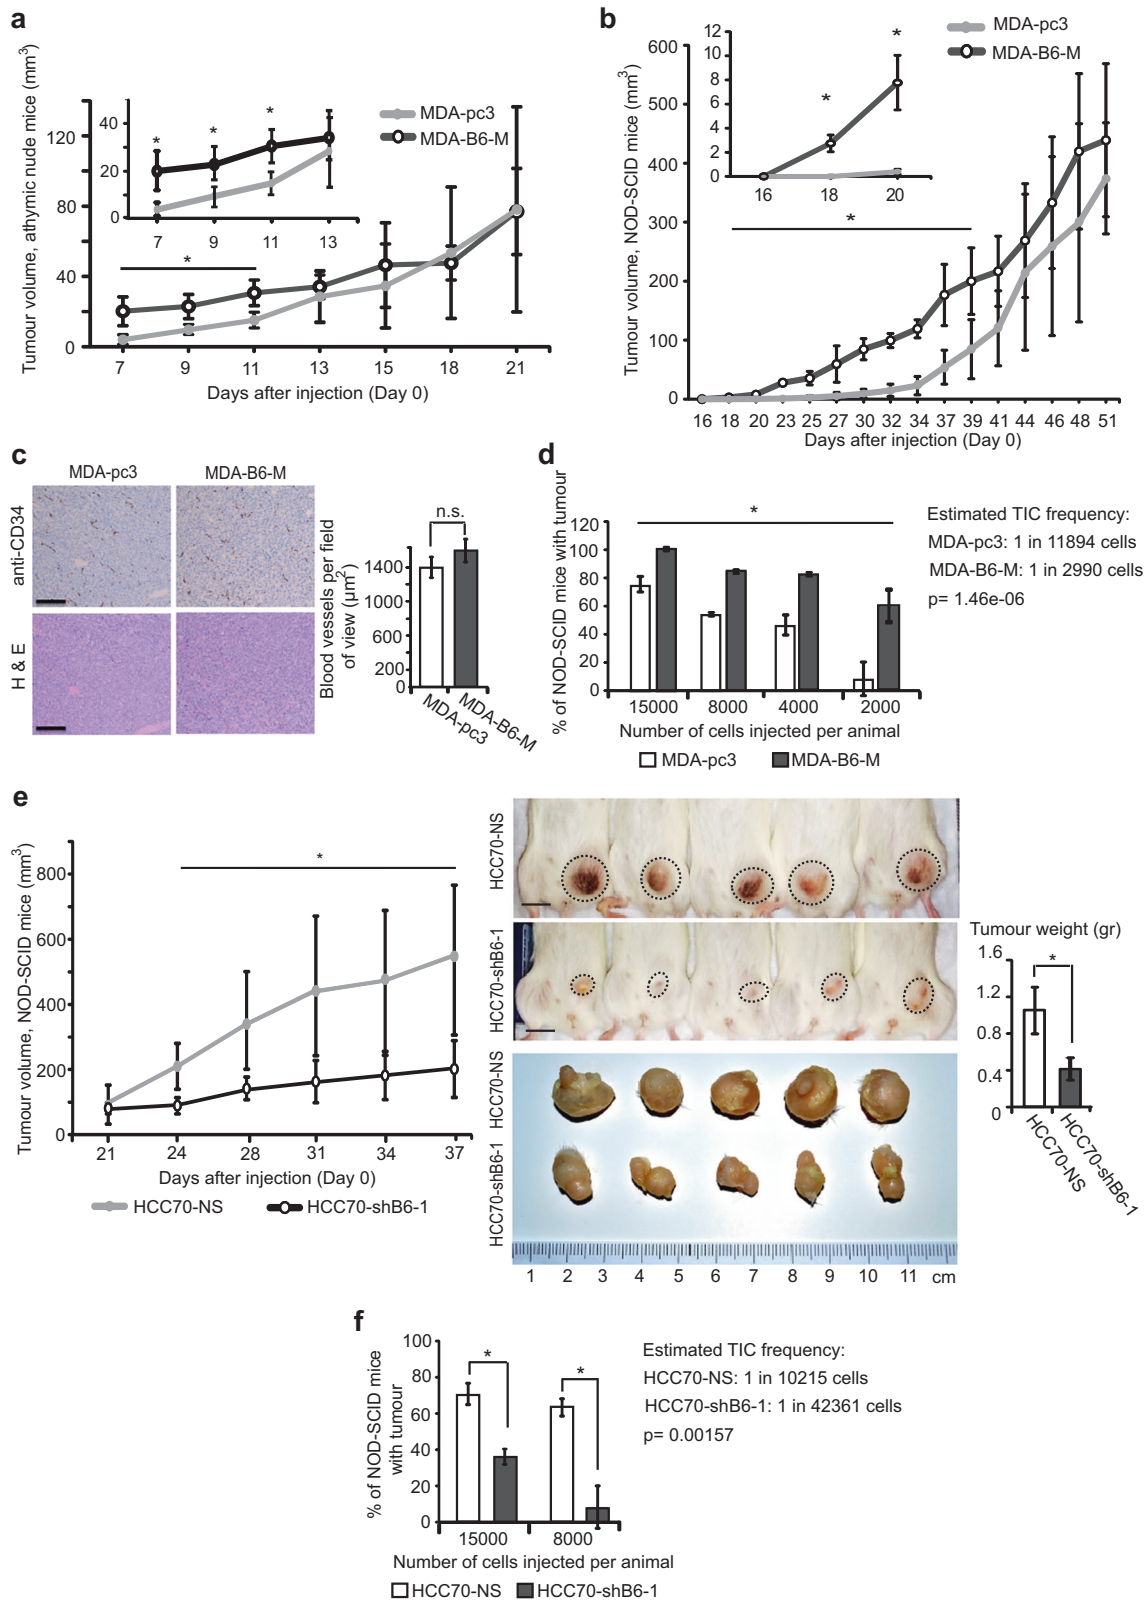 a
Tumour volume, athymic nude mice (mm³)
120
80
40
0
40
20
0
* * *
7 9 11 13
MDA-pc3
MDA-B6-M
*
7 9 11 13 15 18 21
Days after injection (Day 0)
b
Tumour volume, NOD-SCID mice (mm³)
600
500
400
300
200
100
0
12
10
8
6
4
2
0
* *
16 18 20
MDA-pc3
MDA-B6-M
*
16 18 20 23 25 27 30 32 34 37 39 41 44 46 48 51
Days after injection (Day 0)
c
MDA-pc3 MDA-B6-M
anti-CD34
H & E
Blood vessels per field
of view (µm²)
n.s.
1400
1000
600
200
0
MDA-pc3
MDA-B6-M
d
% of NOD-SCID mice with tumour
120
100
80
60
40
20
0
*
15000 8000 4000 2000
Number of cells injected per animal
MDA-pc3 MDA-B6-M
Estimated TIC frequency:
MDA-pc3: 1 in 11894 cells
MDA-B6-M: 1 in 2990 cells
p= 1.46e-06
e
Tumour volume, NOD-SCID mice (mm³)
800
600
400
200
0
*
21 24 28 31 34 37
Days after injection (Day 0)
HCC70-NS HCC70-shB6-1
HCC70-NS
HCC70-shB6-1
HCC70-NS
HCC70-shB6-1
1 2 3 4 5 6 7 8 9 10 11 cm
Tumour weight (gr)
1.6
1.2
0.8
0.4
0
*
HCC70-NS
HCC70-shB6-1
f
% of NOD-SCID mice
with tumour
100
80
60
40
20
0
* *
15000 8000
Number of cells injected per animal
HCC70-NS HCC70-shB6-1
Estimated TIC frequency:
HCC70-NS: 1 in 10215 cells
HCC70-shB6-1: 1 in 42361 cells
p= 0.00157